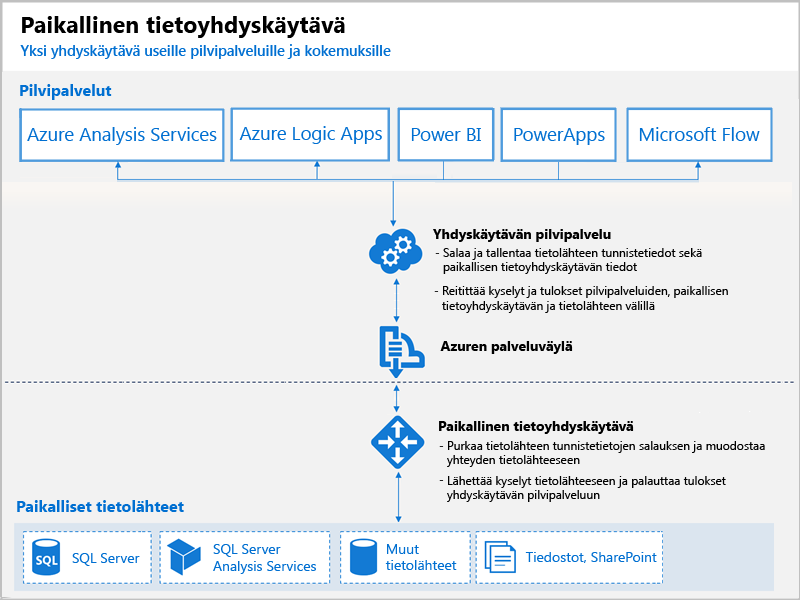 Paikallinen tietoyhdyskäytävä
Yksi yhdyskäytävä useille pilvipalveluille ja kokemuksille
Pilvipalvelut
Azure Analysis Services
Azure Logic Apps
Power BI
PowerApps
Microsoft Flow
Yhdyskäytävän pilvipalvelu
- Salaa ja tallentaa tietolähteen tunnistetiedot sekä
paikallisen tietoyhdyskäytävän tiedot
- Reitittää kyselyt ja tulokset pilvipalveluiden, paikallisen
tietoyhdyskäytävän ja tietolähteen välillä
Azuren palveluväylä
Paikallinen tietoyhdyskäytävä
- Purkaa tietolähteen tunnistetietojen salauksen ja muodostaa
yhteyden tietolähteeseen
- Lähettää kyselyt tietolähteeseen ja palauttaa tulokset
yhdyskäytävän pilvipalveluun
Paikalliset tietolähteet
SQL
SQL Server
SQL Server
Analysis Services
Muut
tietolähteet
Tiedostot, SharePoint